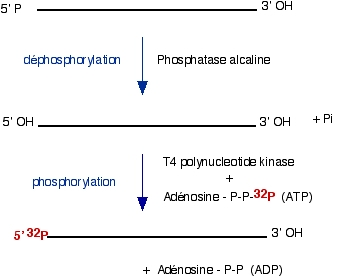 5' P 3' OH
déphosphorylation Phosphatase alcaline
5' OH 3' OH + Pi
T4 polynucleotide kinase
+
phosphorylation Adénosine - P-P-32P (ATP)
5' 32P 3' OH
+ Adénosine - P-P (ADP)